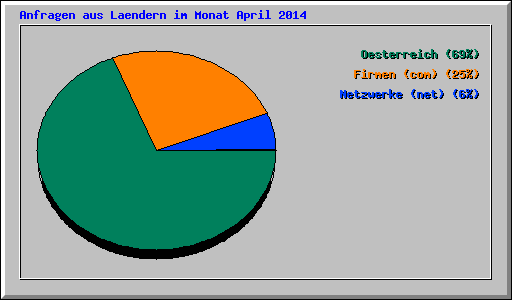 Anfragen aus Laendern im Monat April 2014
Oesterreich (69%)
Firmen (com) (25%)
Netzwerke (net) (6%)